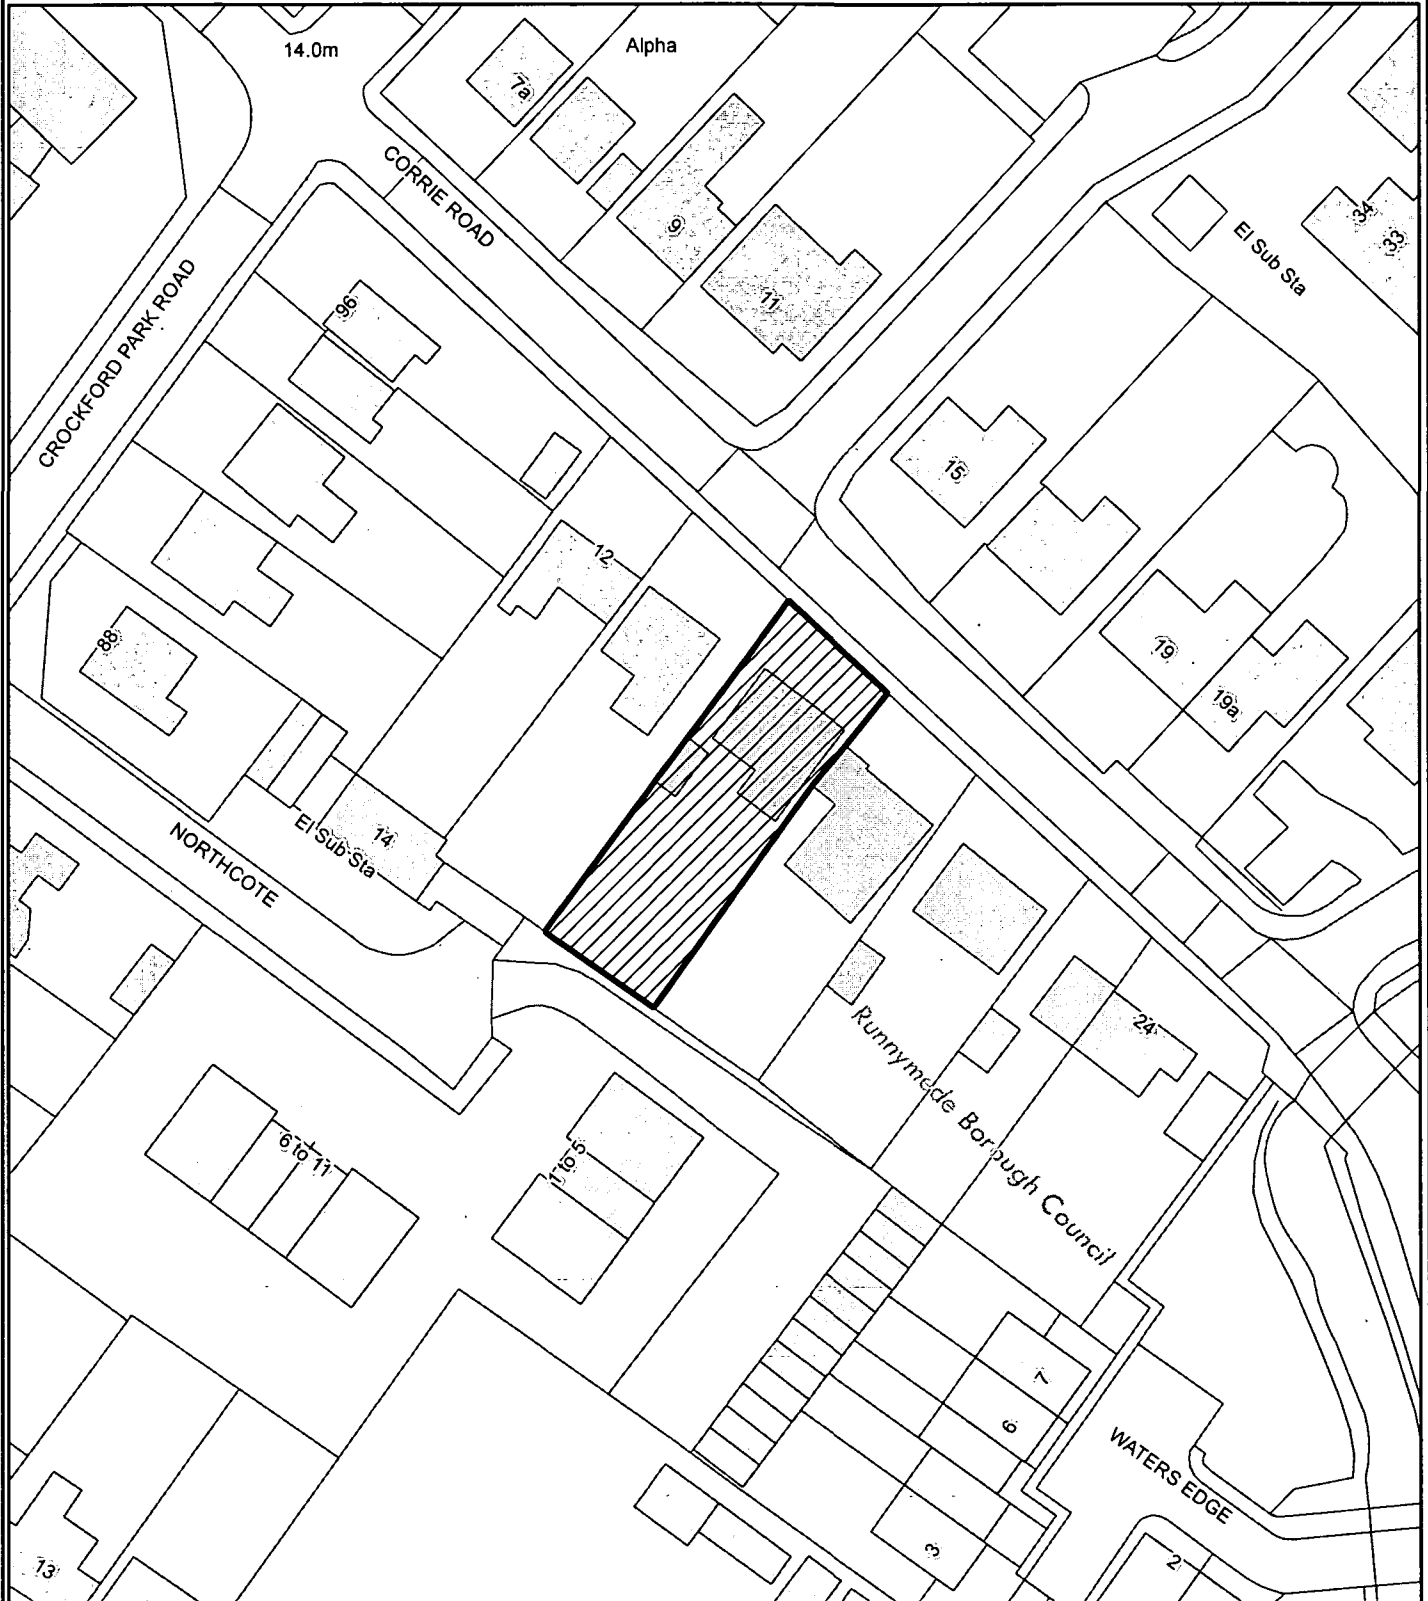 14.0m
Alpha
7a
CORRIE ROAD
9
11
El Sub Sta
34
33
CROCKFORD PARK ROAD
96
15
12
88
19
19a
14
El Sub Sta
NORTHCOTE
24
Runnymede Borough Council
6 to 11
1 to 5
7
6
3
WATERS EDGE
2
13